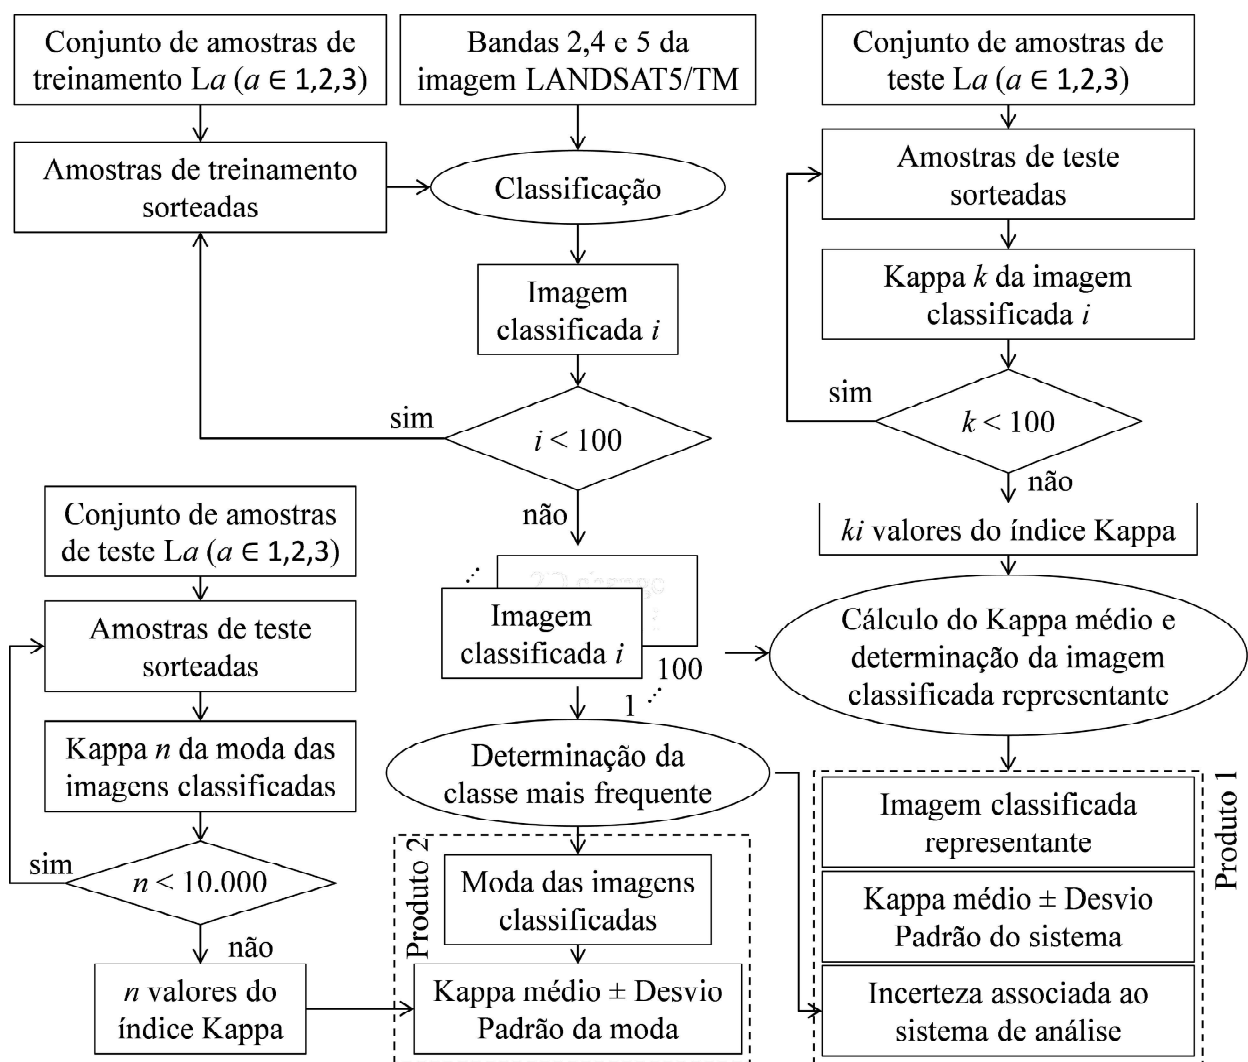 Conjunto de amostras de
treinamento La (a ∈ 1,2,3)
Bandas 2,4 e 5 da
imagem LANDSAT5/TM
Conjunto de amostras de
teste La (a ∈ 1,2,3)
Amostras de treinamento
sorteadas
Classificação
Amostras de teste
sorteadas
Imagem
classificada i
Kappa k da imagem
classificada i
sim
i < 100
não
sim
k < 100
não
Conjunto de amostras
de teste La (a ∈ 1,2,3)
ki valores do índice Kappa
Imagem
classificada i
100
1
Cálculo do Kappa médio e
determinação da imagem
classificada representante
Amostras de teste
sorteadas
Kappa n da moda das
imagens classificadas
sim
n < 10.000
não
n valores do
índice Kappa
Determinação da
classe mais frequente
Produto 2
Moda das imagens
classificadas
Kappa médio ± Desvio
Padrão da moda
Produto 1
Imagem classificada
representante
Kappa médio ± Desvio
Padrão do sistema
Incerteza associada ao
sistema de análise